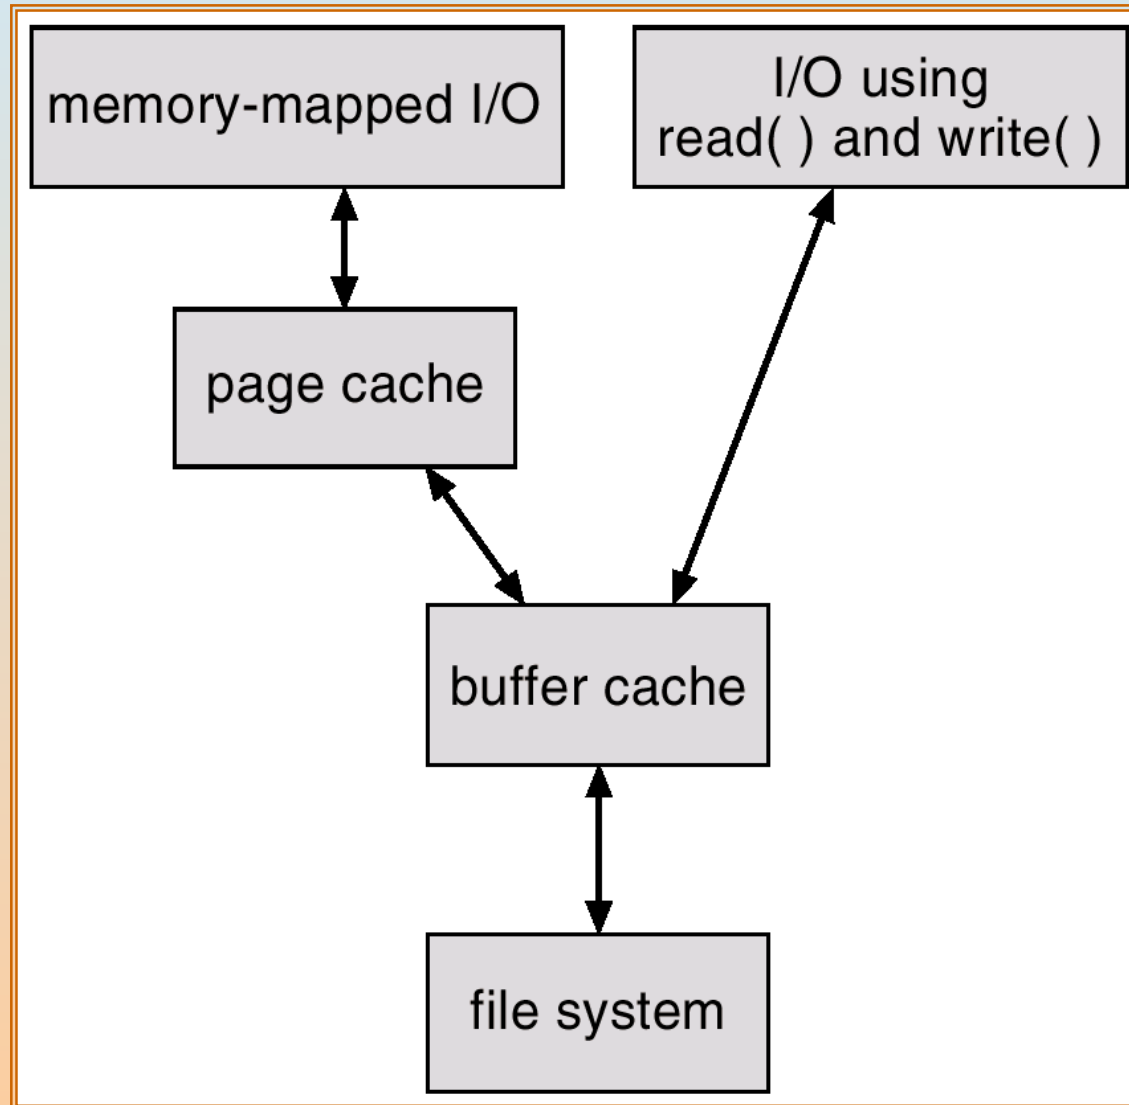 memory-mapped I/O
I/O using
read( ) and write( )
page cache
buffer cache
file system